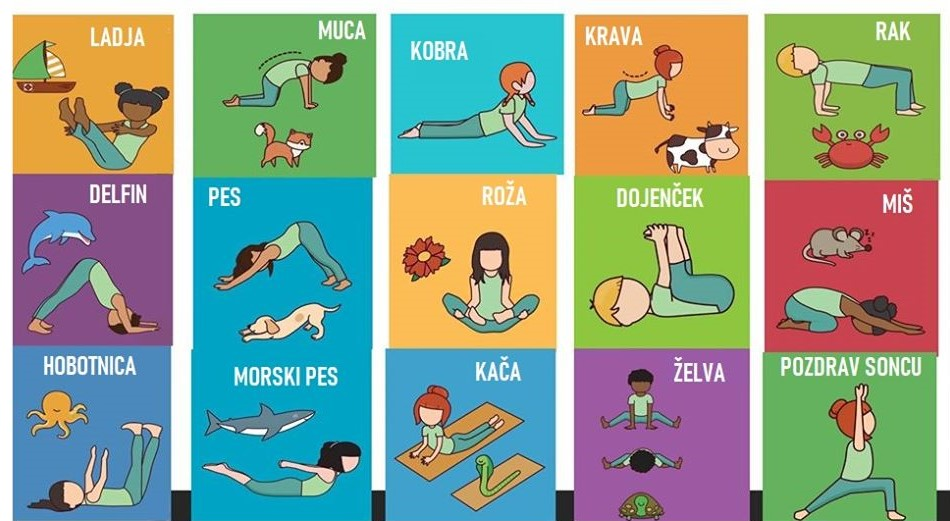 LADJA
MUCA
KOBRA
KRAVA
RAK
DELFIN
PES
ROŽA
DOJENČEK
MIŠ
HOBOTNICA
MORSKI PES
KAČA
ŽELVA
POZDRAV SONCU